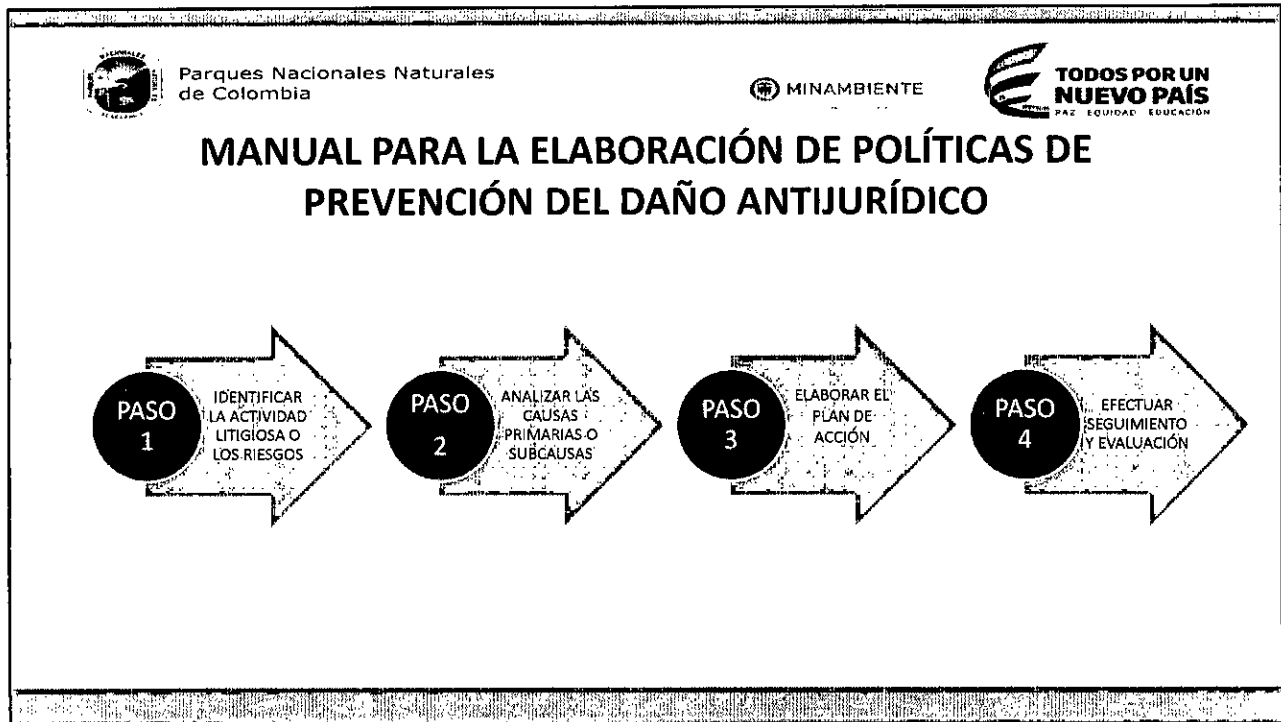 Parques Nacionales Naturales
de Colombia
MINAMBIENTE
TODOS POR UN
NUEVO PAÍS
PAZ EQUIDAD EDUCACIÓN
MANUAL PARA LA ELABORACIÓN DE POLÍTICAS DE
PREVENCIÓN DEL DAÑO ANTIJURÍDICO
PASO
1
IDENTIFICAR
LA ACTIVIDAD
LITIGIOSA O
LOS RIESGOS
PASO
2
ANALIZAR LAS
CAUSAS
PRIMARIAS O
SUBCAUSAS
PASO
3
ELABORAR EL
PLAN DE
ACCIÓN
PASO
4
EFECTUAR
SEGUIMIENTO
Y EVALUACIÓN